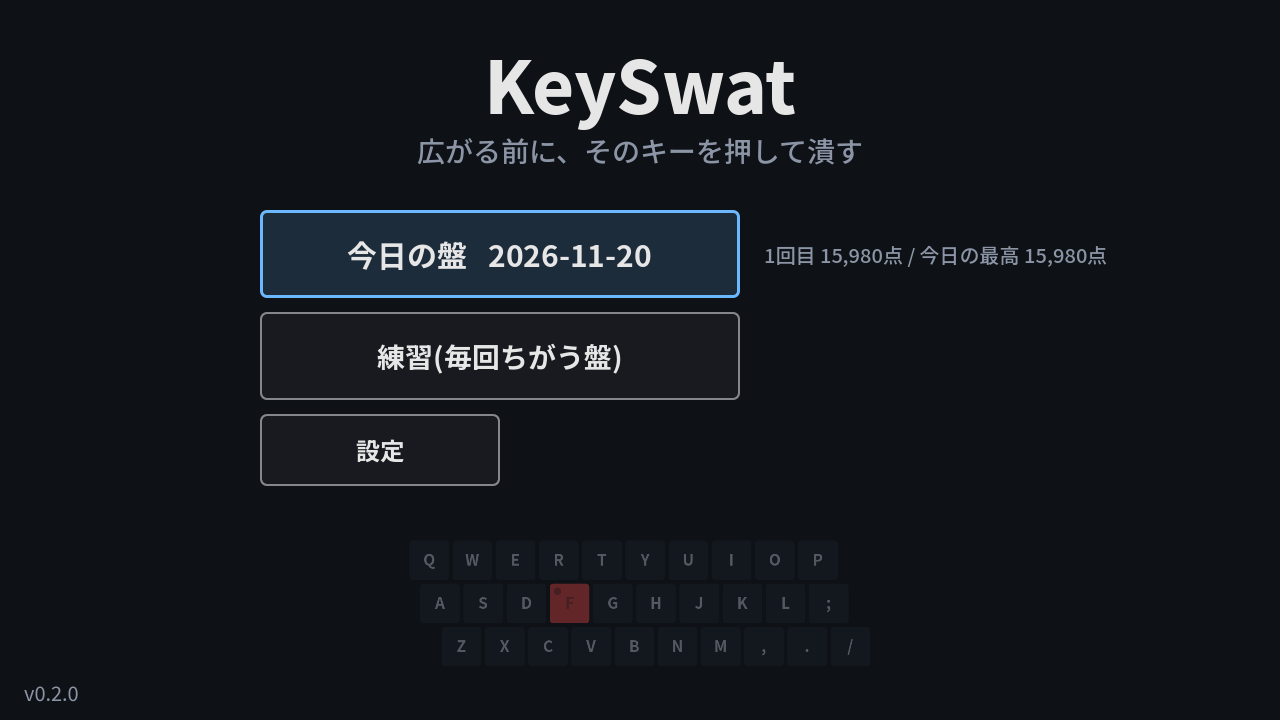 KeySwat
広がる前に、そのキーを押して潰す
今日の盤 2026-11-20
1回目 15,980点 / 今日の最高 15,980点
練習(毎回ちがう盤)
設定
Q W E R T Y U I O P
A S D F G H J K L ;
Z X C V B N M , . /
v0.2.0